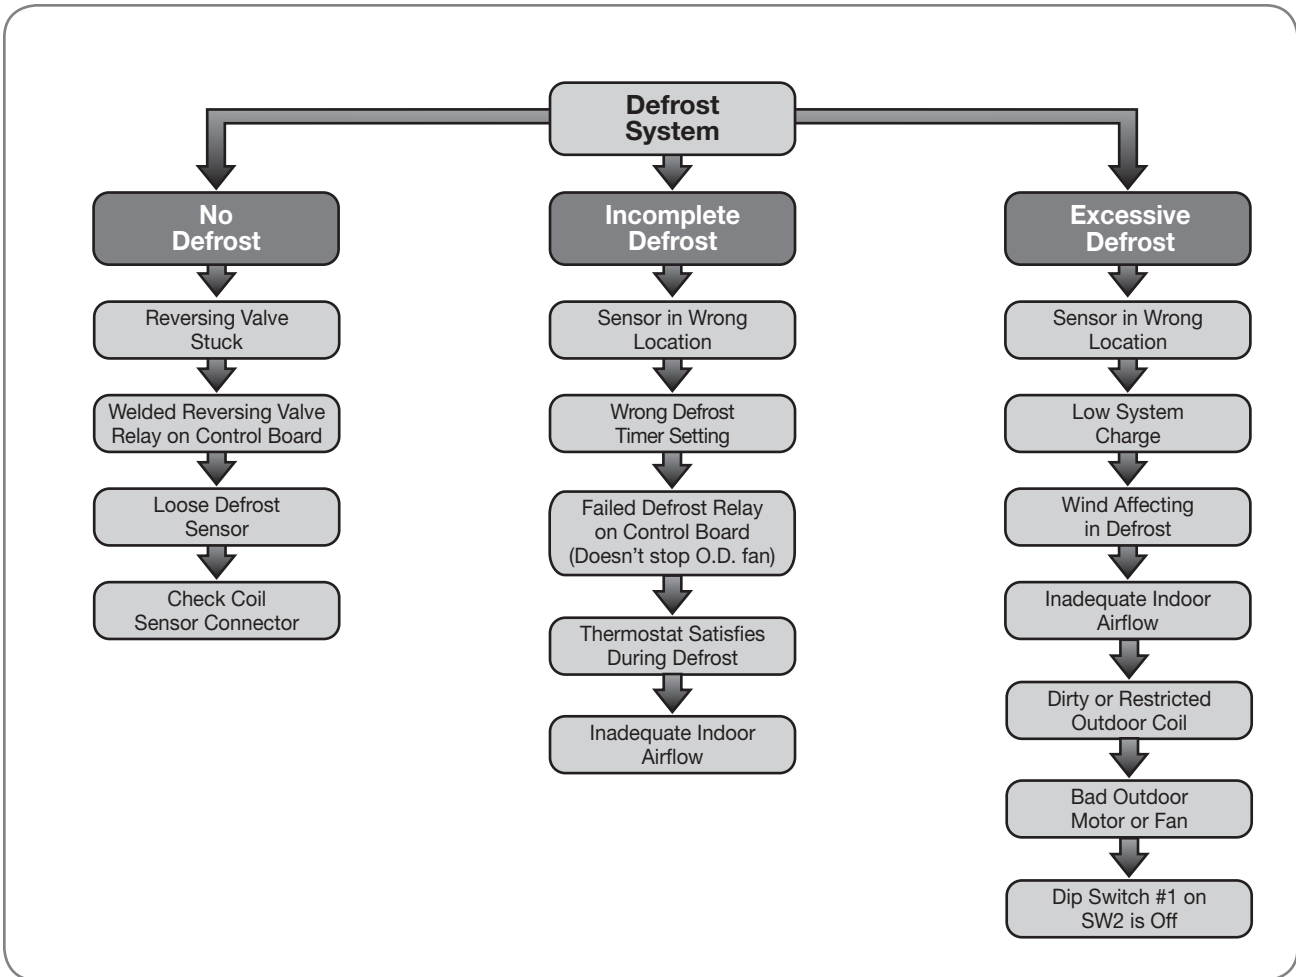 Defrost
System
No
Defrost
Reversing Valve
Stuck
Welded Reversing Valve
Relay on Control Board
Loose Defrost
Sensor
Check Coil
Sensor Connector
Incomplete
Defrost
Sensor in Wrong
Location
Wrong Defrost
Timer Setting
Failed Defrost Relay
on Control Board
(Doesn’t stop O.D. fan)
Thermostat Satisfies
During Defrost
Inadequate Indoor
Airflow
Excessive
Defrost
Sensor in Wrong
Location
Low System
Charge
Wind Affecting
in Defrost
Inadequate Indoor
Airflow
Dirty or Restricted
Outdoor Coil
Bad Outdoor
Motor or Fan
Dip Switch #1 on
SW2 is Off